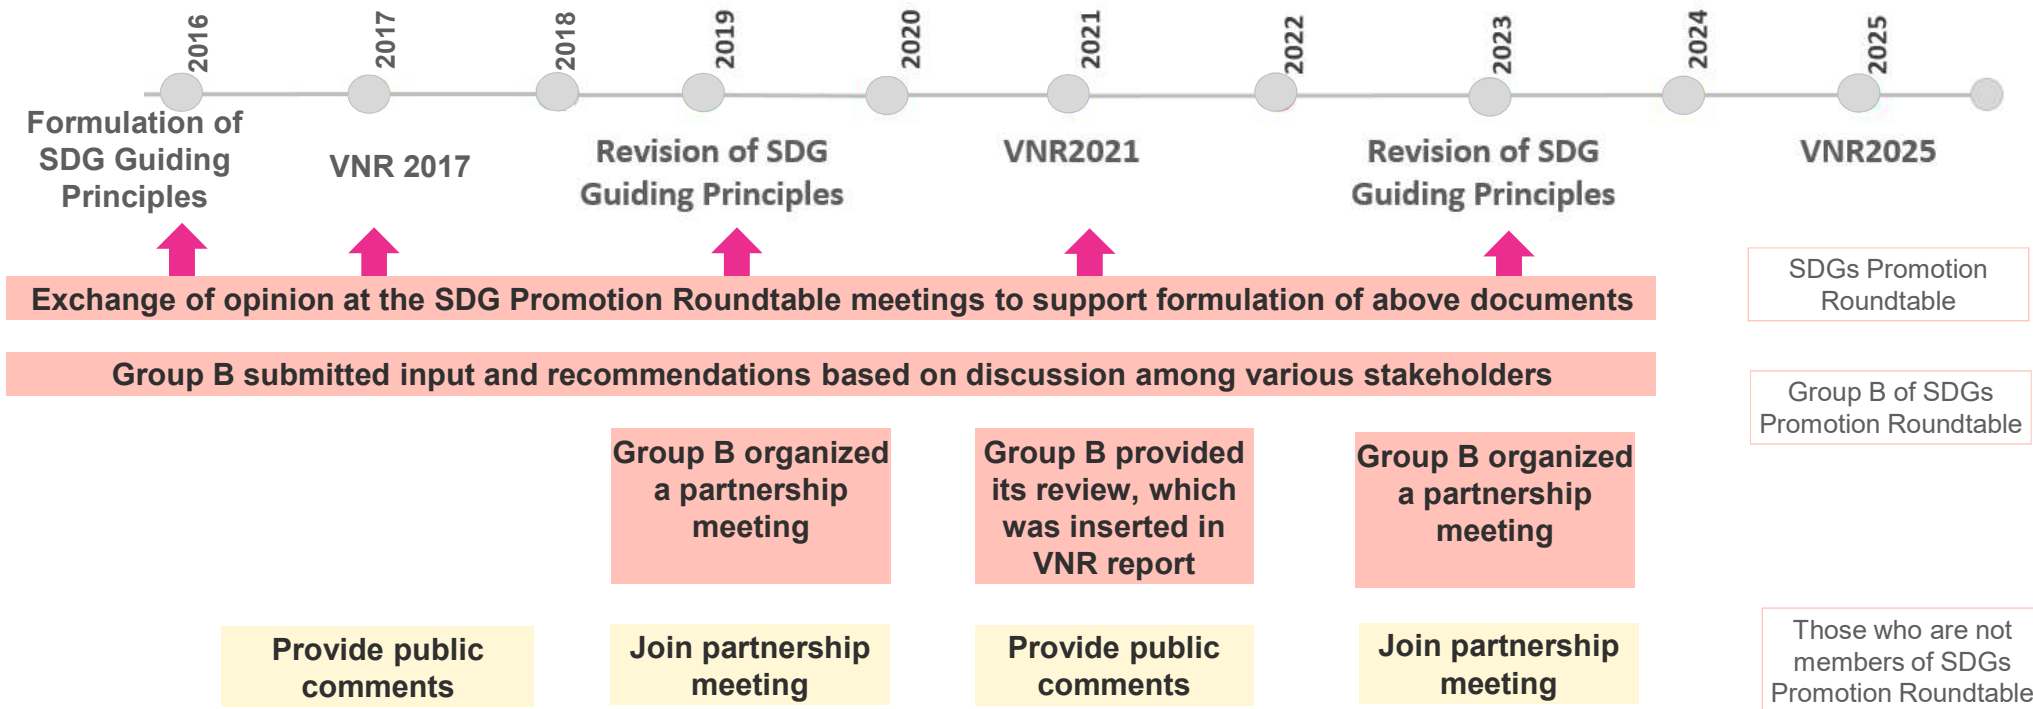 2016
2017
2018
2019
2020
2021
2022
2023
2024
2025
Formulation of
SDG Guiding
Principles
VNR 2017
Revision of SDG
Guiding Principles
VNR2021
Revision of SDG
Guiding Principles
VNR2025
Exchange of opinion at the SDG Promotion Roundtable meetings to support formulation of above documents
SDGs Promotion
Roundtable
Group B submitted input and recommendations based on discussion among various stakeholders
Group B of SDGs
Promotion Roundtable
Group B organized
a partnership
meeting
Group B provided
its review, which
was inserted in
VNR report
Group B organized
a partnership
meeting
Provide public
comments
Join partnership
meeting
Provide public
comments
Join partnership
meeting
Those who are not
members of SDGs
Promotion Roundtable